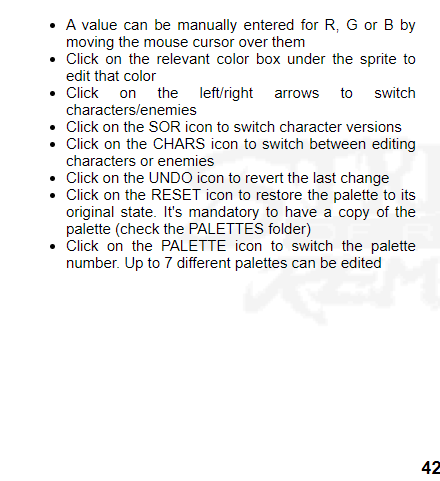 • A value can be manually entered for R, G or B by
moving the mouse cursor over them
• Click on the relevant color box under the sprite to
edit that color
• Click on the left/right arrows to switch
characters/enemies
• Click on the SOR icon to switch character versions
• Click on the CHARS icon to switch between editing
characters or enemies
• Click on the UNDO icon to revert the last change
• Click on the RESET icon to restore the palette to its
original state. It's mandatory to have a copy of the
palette (check the PALETTES folder)
• Click on the PALETTE icon to switch the palette
number. Up to 7 different palettes can be edited
42